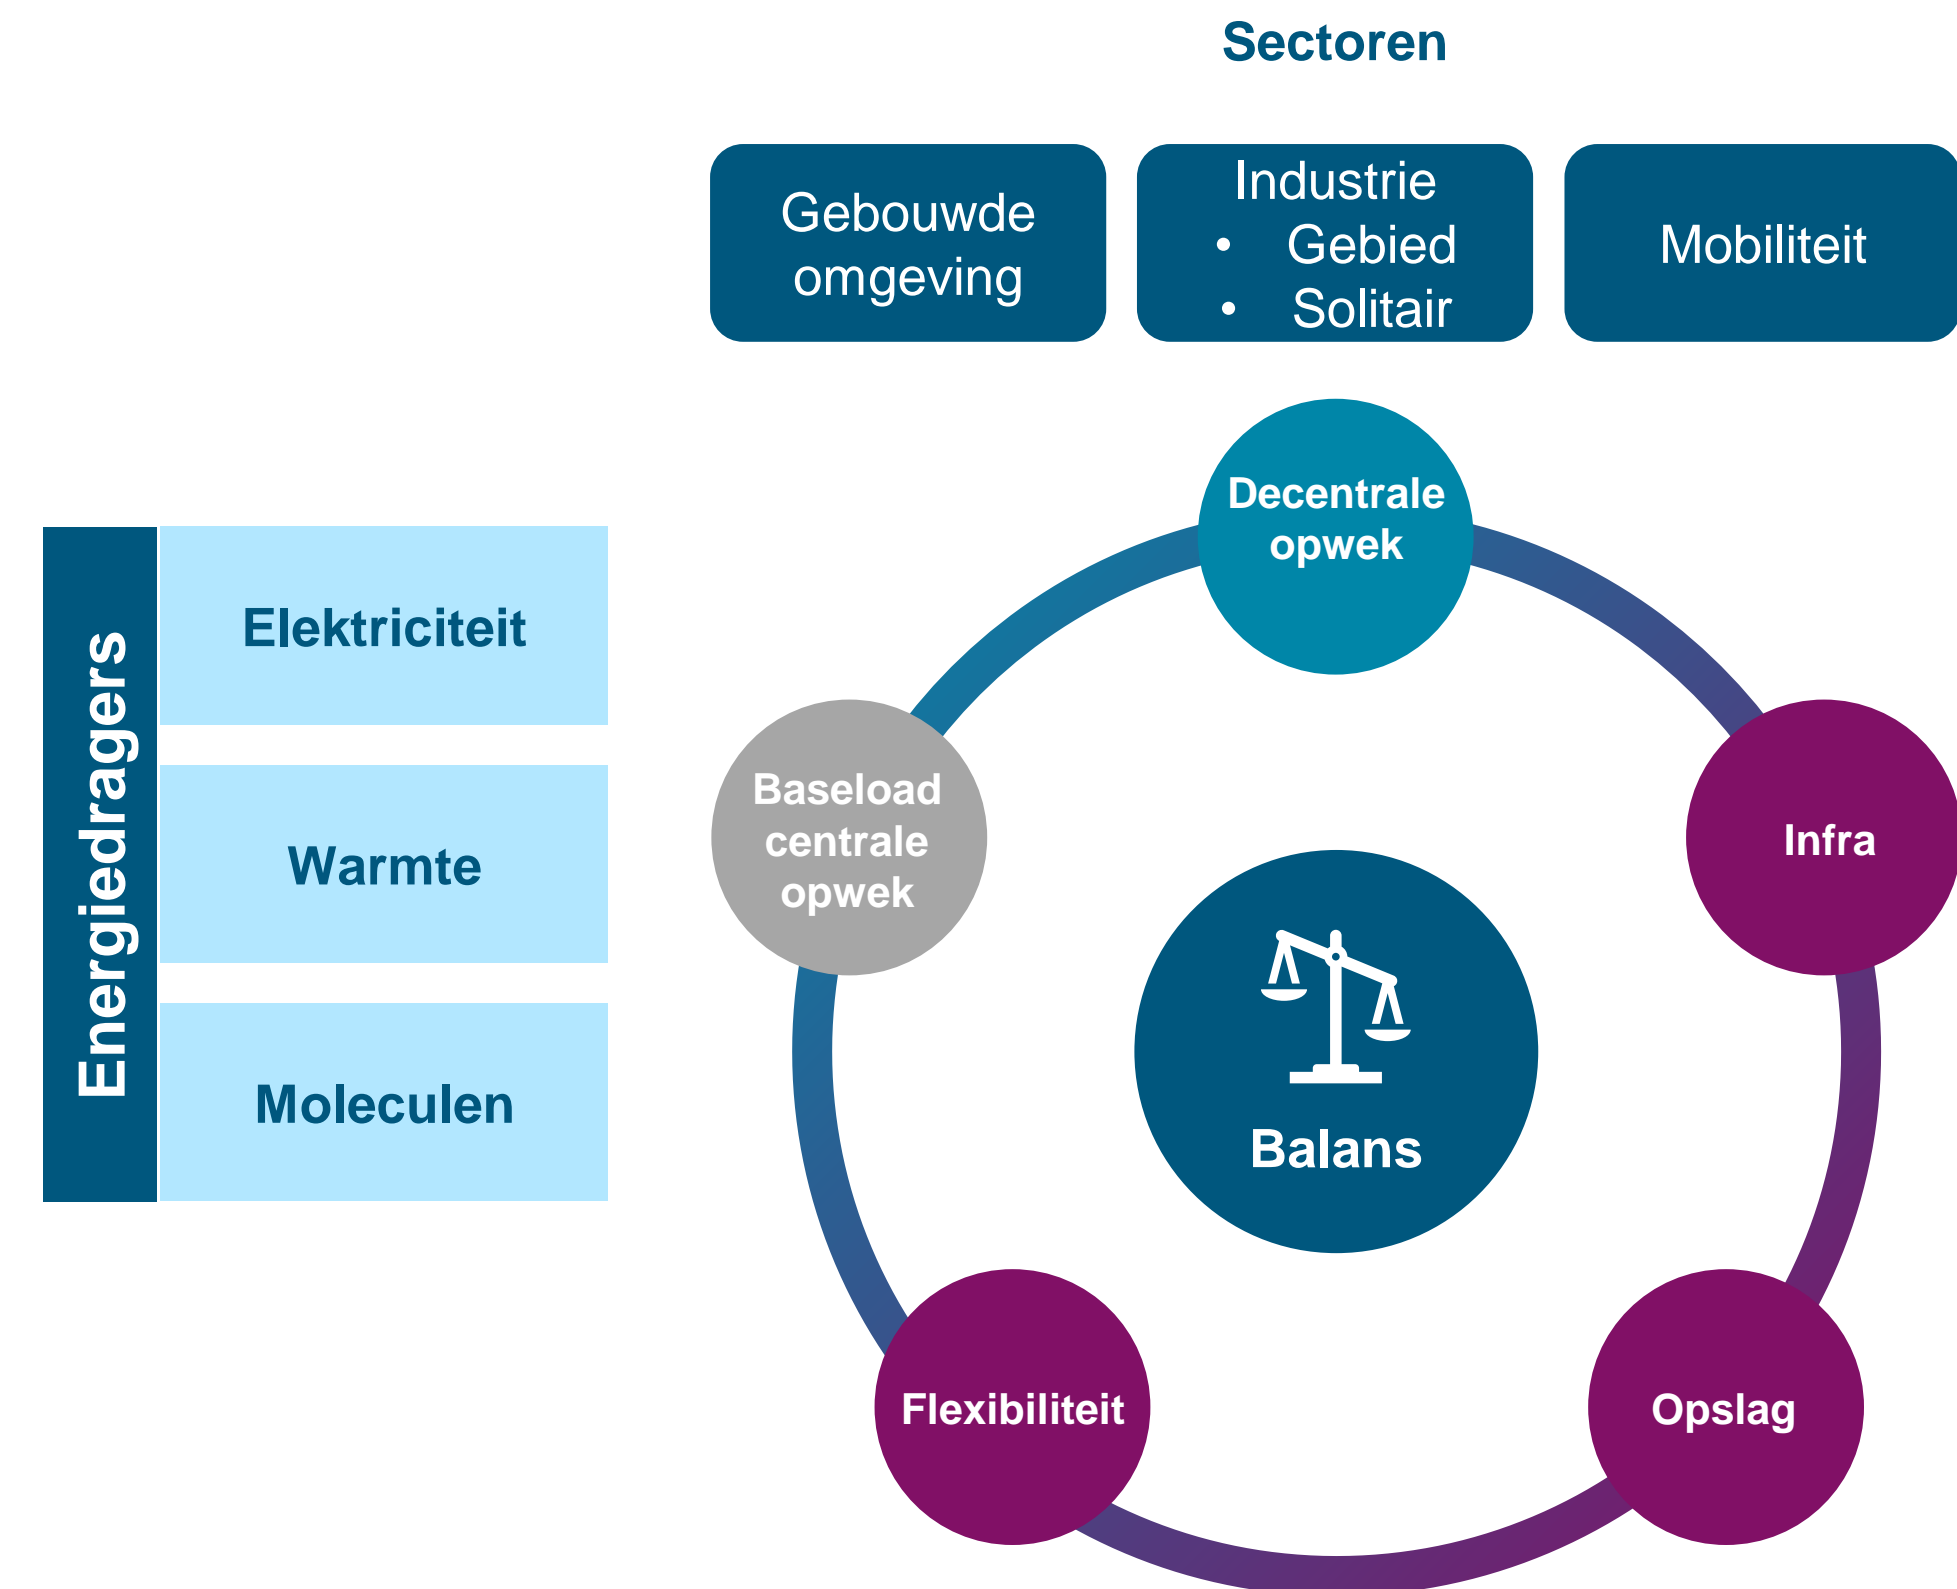 Sectoren
Gebouwde
omgeving
Industrie
• Gebied
• Solitair
Mobiliteit
Energiedragers
Elektriciteit
Warmte
Moleculen
Decentrale
opwek
Baseload
centrale
opwek
Infra
Balans
Flexibiliteit
Opslag